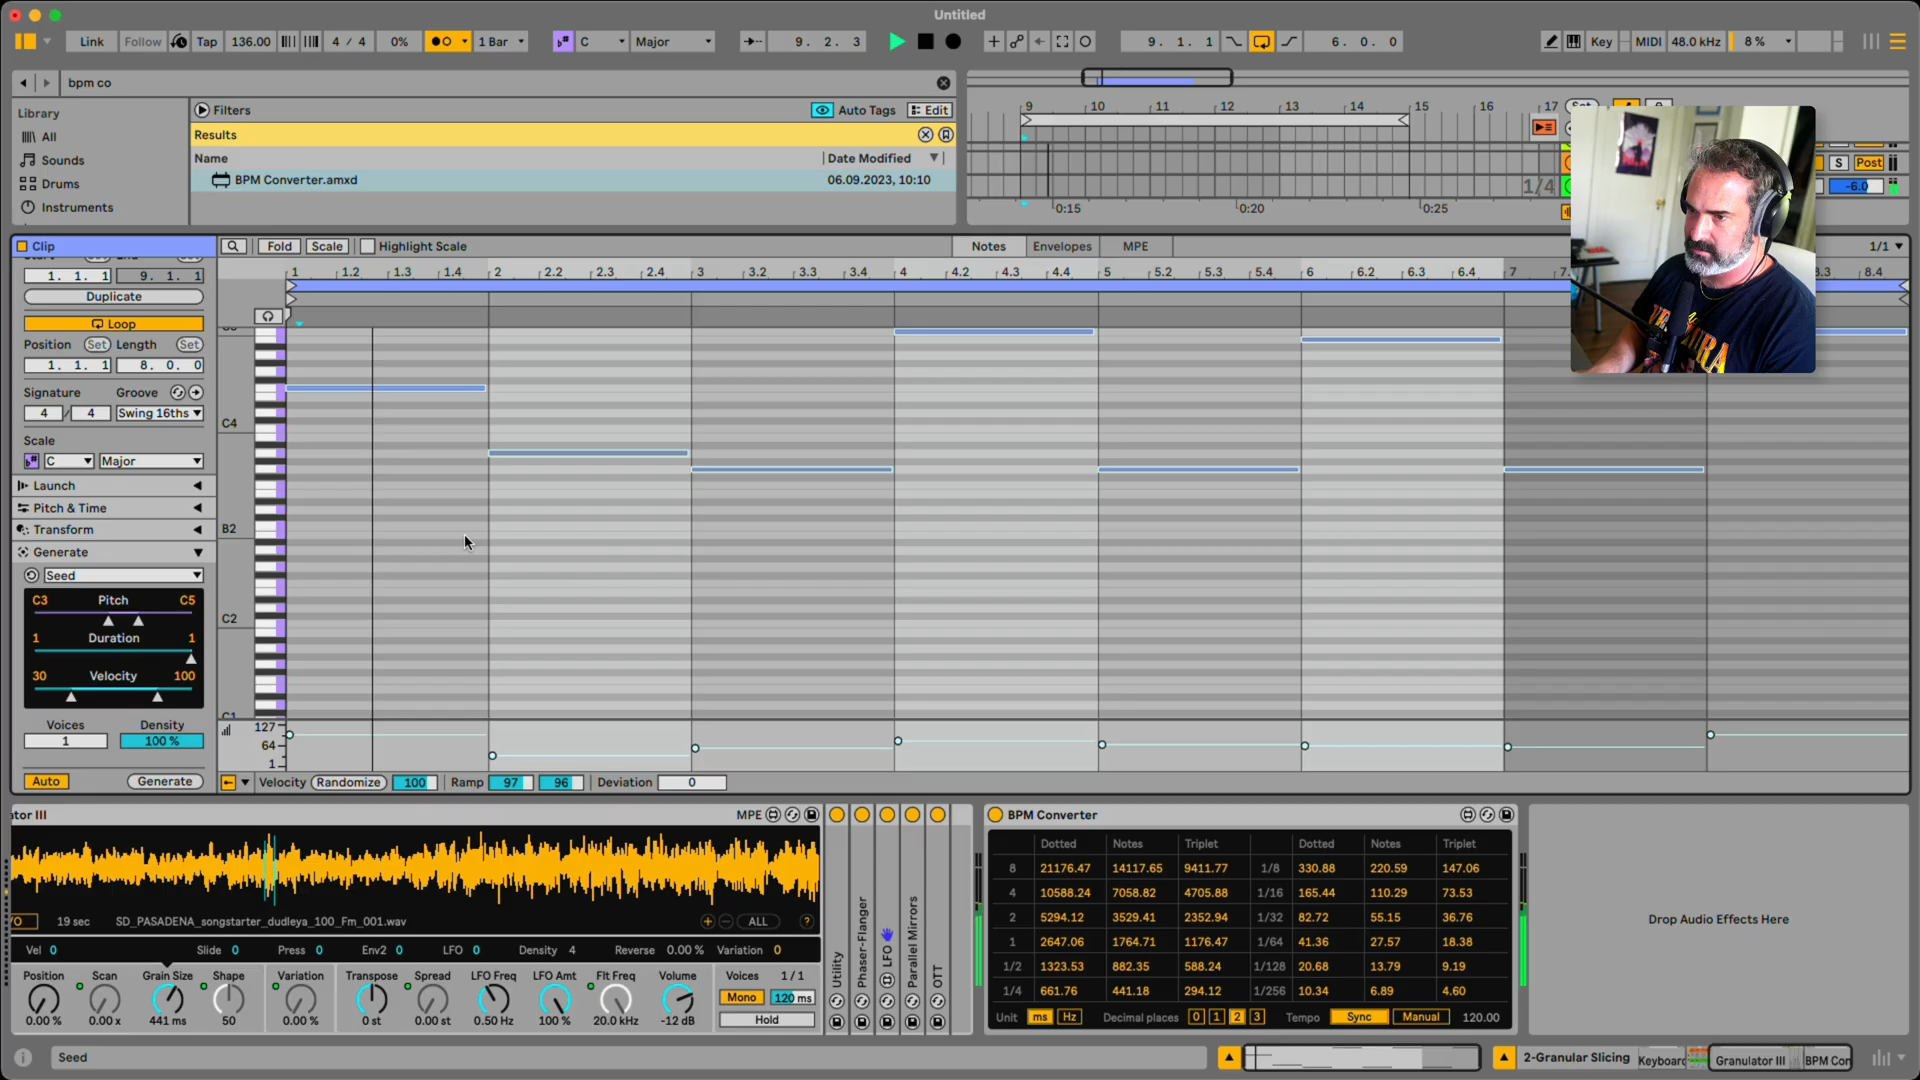 Untitled
Link Follow Tap 136.00 4 / 4 0% 1 Bar C Major 9. 2. 3 9. 1. 1 6. 0. 0 Key MIDI 48.0 kHz 8 %
bpm co
Library
All
Sounds
Drums
Instruments
Filters Auto Tags Edit
Results
Name Date Modified
BPM Converter.amxd 06.09.2023, 10:10
9 10 11 12 13 14 15 16 17 Set
S Post
1/4 -6.0
0:15 0:20 0:25
Clip
1. 1. 1 9. 1. 1
Duplicate
Loop
Position Set Length Set
1. 1. 1 8. 0. 0
Signature Groove
4 / 4 Swing 16ths
Scale
C Major
Launch
Pitch & Time
Transform
Generate
Seed
C3 Pitch C5
1 Duration 1
30 Velocity 100
Voices Density
1 100 %
Auto Generate
Fold Scale Highlight Scale Notes Envelopes MPE 1/1
1 1.2 1.3 1.4 2 2.2 2.3 2.4 3 3.2 3.3 3.4 4 4.2 4.3 4.4 5 5.2 5.3 5.4 6 6.2 6.3 6.4 7 8.4
C4
B2
C2
C1
127
64
1
Velocity Randomize 100 Ramp 97 96 Deviation 0
ator III MPE
19 sec SD_PASADENA_songstarter_dudleya_100_Fm_001.wav ALL ?
Vel 0 Slide 0 Press 0 Env2 0 LFO 0 Density 4 Reverse 0.00 % Variation 0
Position Scan Grain Size Shape Variation Transpose Spread LFO Freq LFO Amt Flt Freq Volume Voices 1 / 1
Mono 120 ms
0.00 % 0.00 x 441 ms 50 0.00 % 0 st 0.00 st 0.50 Hz 100 % 20.0 kHz -12 dB Hold
Utility
Phaser-Flanger
LFO
Parallel Mirrors
OTT
BPM Converter
Dotted Notes Triplet Dotted Notes Triplet
8 21176.47 14117.65 9411.77 1/8 330.88 220.59 147.06
4 10588.24 7058.82 4705.88 1/16 165.44 110.29 73.53
2 5294.12 3529.41 2352.94 1/32 82.72 55.15 36.76
1 2647.06 1764.71 1176.47 1/64 41.36 27.57 18.38
1/2 1323.53 882.35 588.24 1/128 20.68 13.79 9.19
1/4 661.76 441.18 294.12 1/256 10.34 6.89 4.60
Unit ms Hz Decimal places 0 1 2 3 Tempo Sync Manual 120.00
Drop Audio Effects Here
Seed
2-Granular Slicing Keyboard Granulator III BPM Con